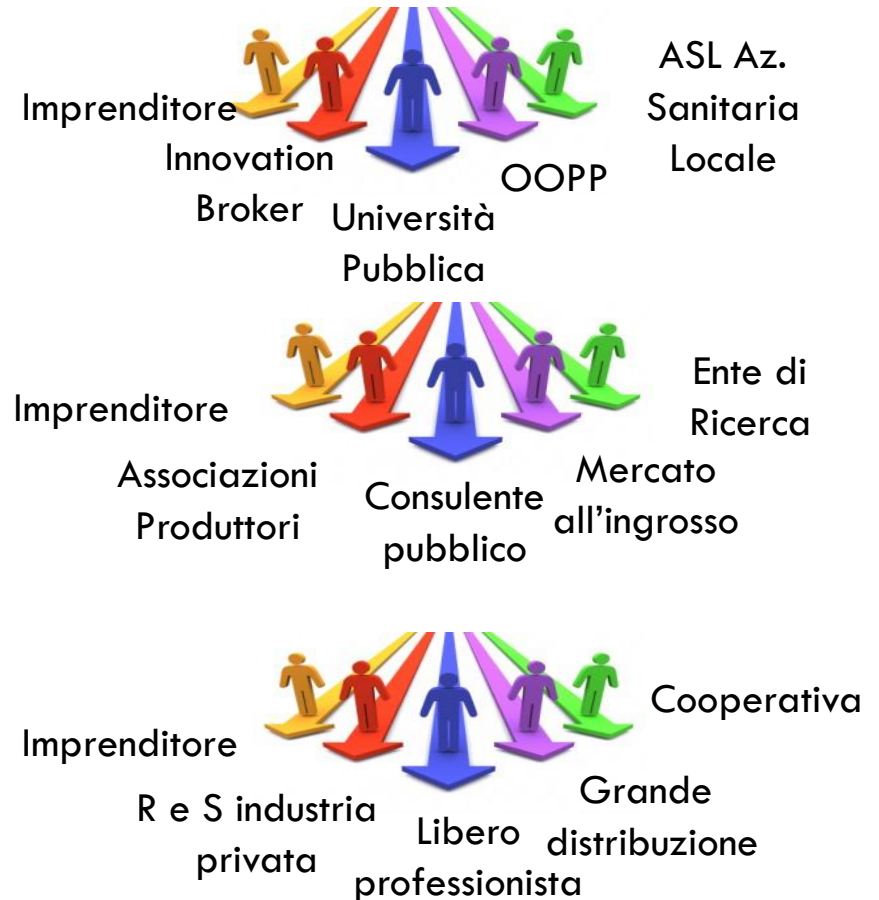 Imprenditore
Innovation
Broker
Università
Pubblica
OOPP
ASL Az.
Sanitaria
Locale
Imprenditore
Associazioni
Produttori
Consulente
pubblico
Mercato
all’ingrosso
Ente di
Ricerca
Imprenditore
R e S industria
privata
Libero
professionista
Grande
distribuzione
Cooperativa